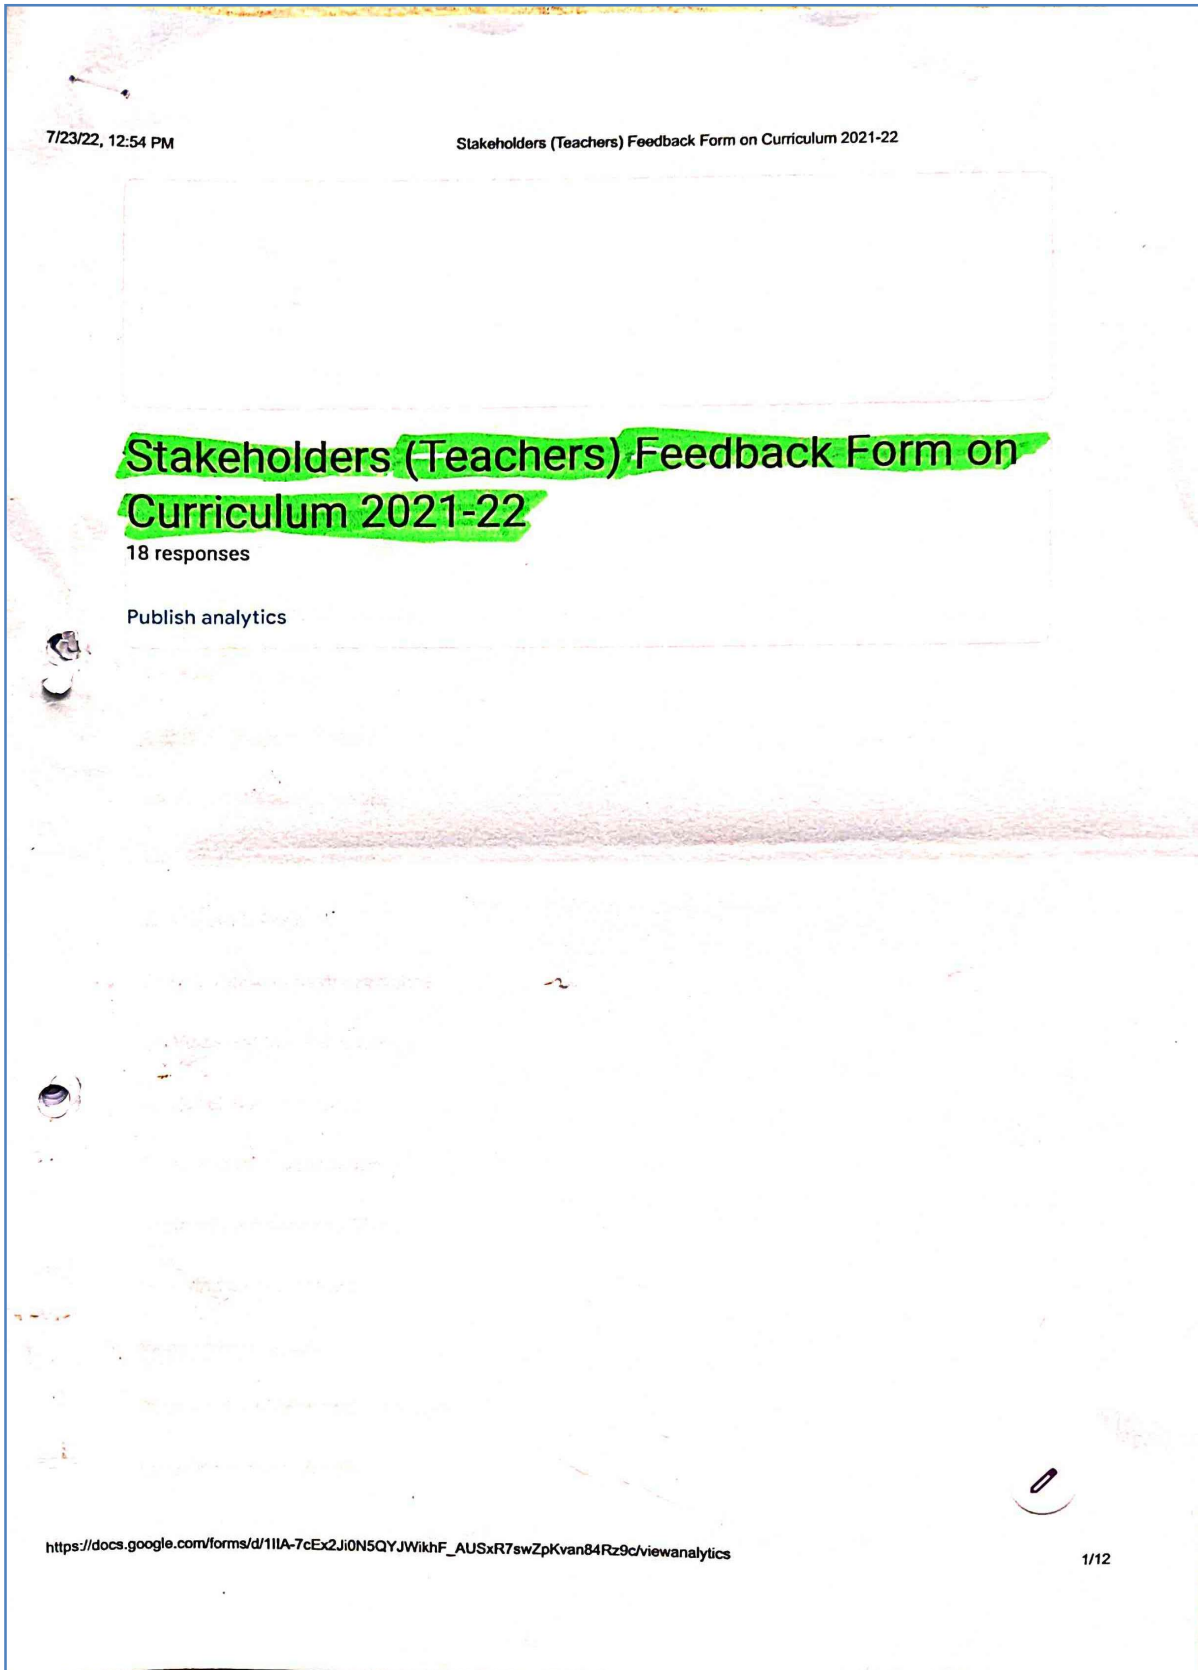 7/23/22, 12:54 PM
Stakeholders (Teachers) Feedback Form on Curriculum 2021-22
Stakeholders (Teachers) Feedback Form on
Curriculum 2021-22
18 responses
Publish analytics
https://docs.google.com/forms/d/1IIA-7cEx2Ji0N5QYJWikhF_AUSxR7swZpKvan84Rz9c/viewanalytics
1/12